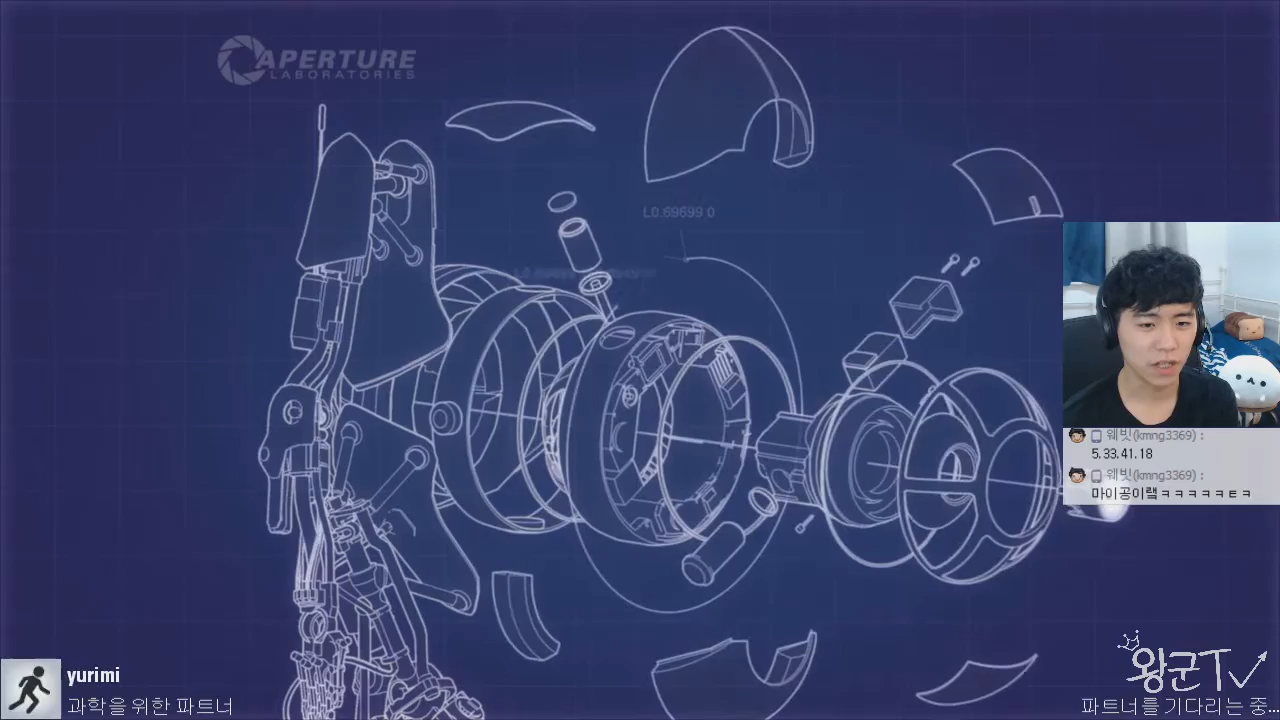 APERTURE
LABORATORIES
L0.69699 0
웨빗(kmng3369) :
5.33.41.18
웨빗(kmng3369) :
마이공이랰ㅋㅋㅋㅋㅋㅌㅋ
왕군TV
yurimi
과학을 위한 파트너
파트너를 기다리는 중...